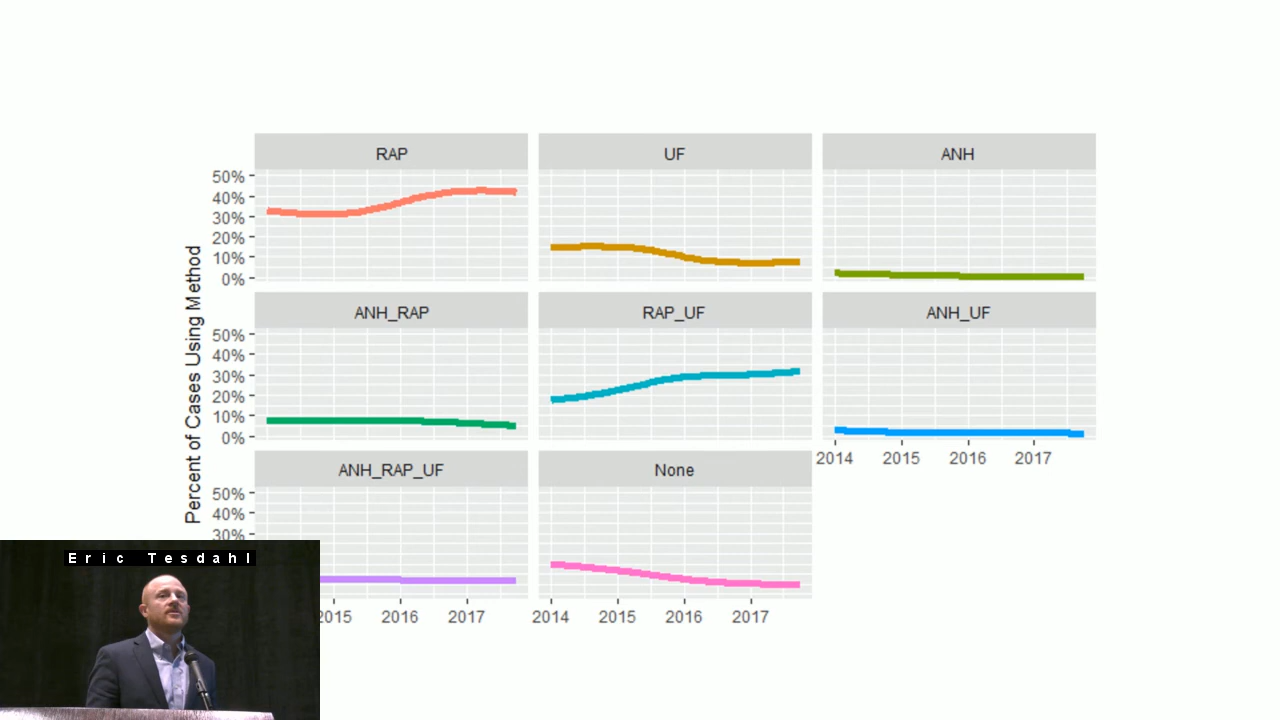 RAP
UF
ANH
50%
40%
30%
20%
10%
0%
ANH_RAP
RAP_UF
ANH_UF
50%
40%
30%
20%
10%
0%
2014 2015 2016 2017
ANH_RAP_UF
None
50%
40%
30%
2015 2016 2017
2014 2015 2016 2017
Percent of Cases Using Method
Eric Tesdahl